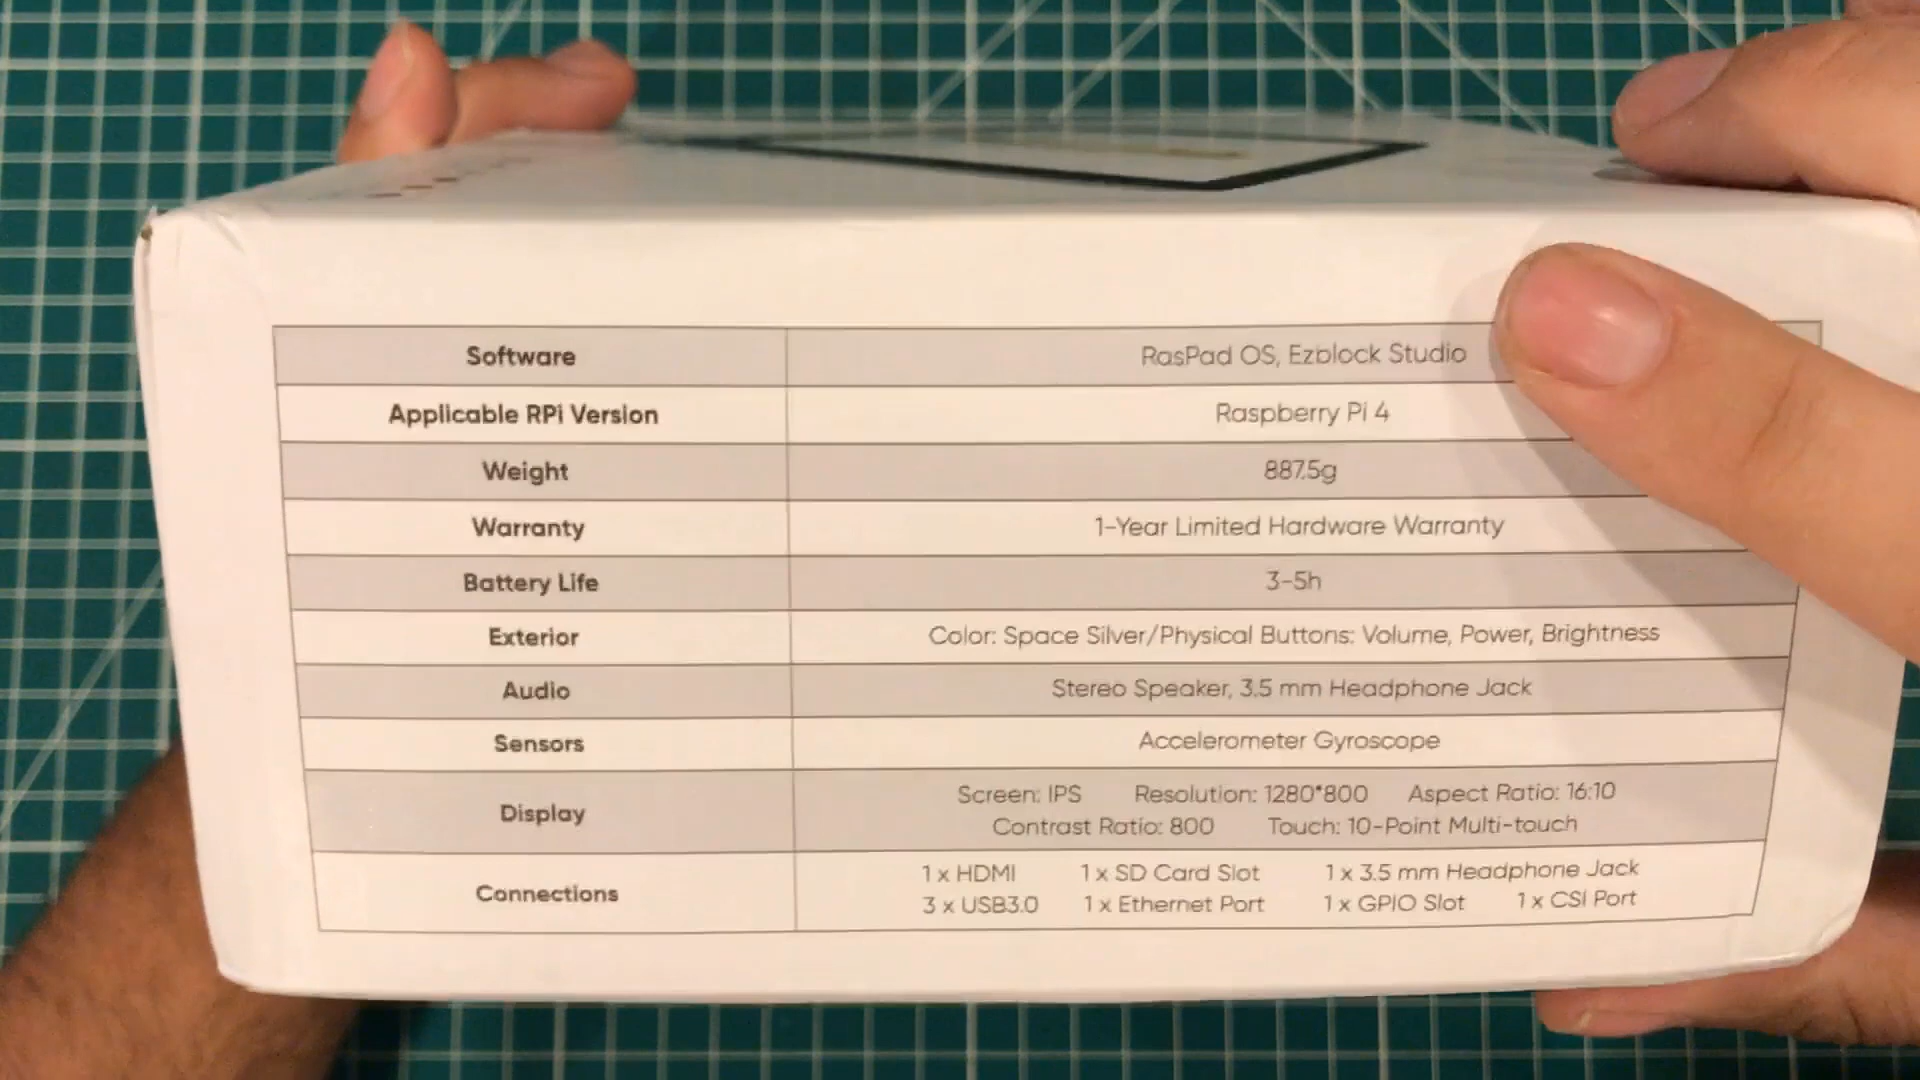 Software RasPad OS, Ezblock Studio
Applicable RPi Version Raspberry Pi 4
Weight 887.5g
Warranty 1-Year Limited Hardware Warranty
Battery Life 3-5h
Exterior Color: Space Silver/Physical Buttons: Volume, Power, Brightness
Audio Stereo Speaker, 3.5 mm Headphone Jack
Sensors Accelerometer Gyroscope
Display Screen: IPS Resolution: 1280*800 Aspect Ratio: 16:10
Contrast Ratio: 800 Touch: 10-Point Multi-touch
Connections 1 x HDMI 1 x SD Card Slot 1 x 3.5 mm Headphone Jack
3 x USB3.0 1 x Ethernet Port 1 x GPIO Slot 1 x CSI Port